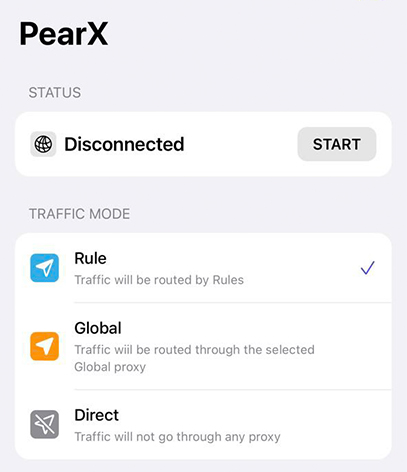 PearX
STATUS
Disconnected
START
TRAFFIC MODE
Rule
Traffic will be routed by Rules
Global
Traffic wiil be routed through the selected
Global proxy
Direct
Traffic will not go through any proxy